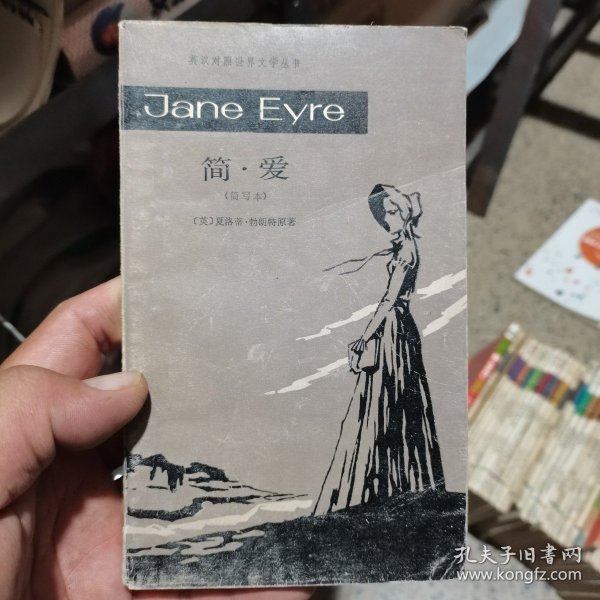 英汉对照世界文学丛书
Jane Eyre
简·爱
(简写本)
〔英〕夏洛蒂·勃朗特原著
孔夫子旧书网
www.kongfz.com